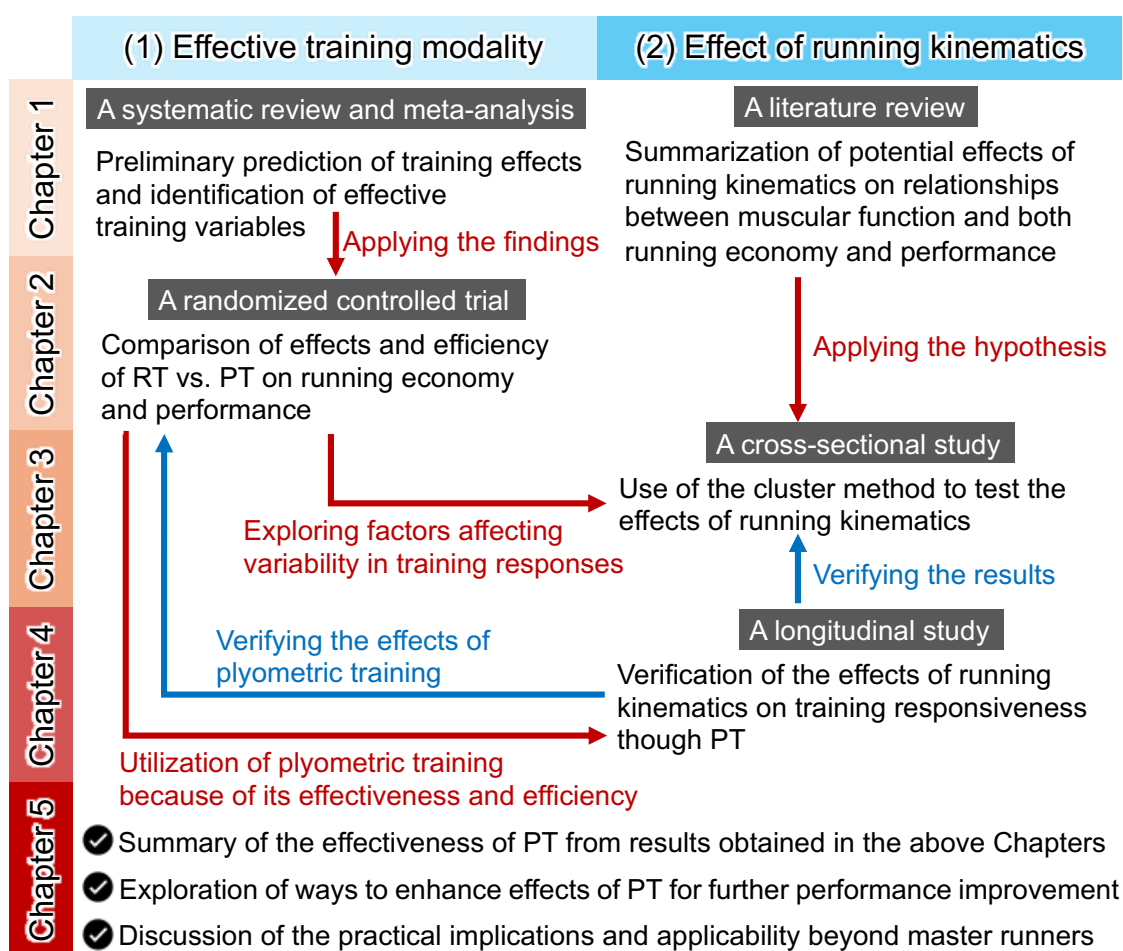 (1) Effective training modality
(2) Effect of running kinematics
Chapter 1
A systematic review and meta-analysis
Preliminary prediction of training effects
and identification of effective
training variables
Applying the findings
A literature review
Summarization of potential effects of
running kinematics on relationships
between muscular function and both
running economy and performance
Applying the hypothesis
Chapter 2
A randomized controlled trial
Comparison of effects and efficiency
of RT vs. PT on running economy
and performance
Chapter 3
Exploring factors affecting
variability in training responses
A cross-sectional study
Use of the cluster method to test the
effects of running kinematics
Verifying the results
Chapter 4
Verifying the effects of
plyometric training
A longitudinal study
Verification of the effects of running
kinematics on training responsiveness
though PT
Utilization of plyometric training
because of its effectiveness and efficiency
Chapter 5
Summary of the effectiveness of PT from results obtained in the above Chapters
Exploration of ways to enhance effects of PT for further performance improvement
Discussion of the practical implications and applicability beyond master runners